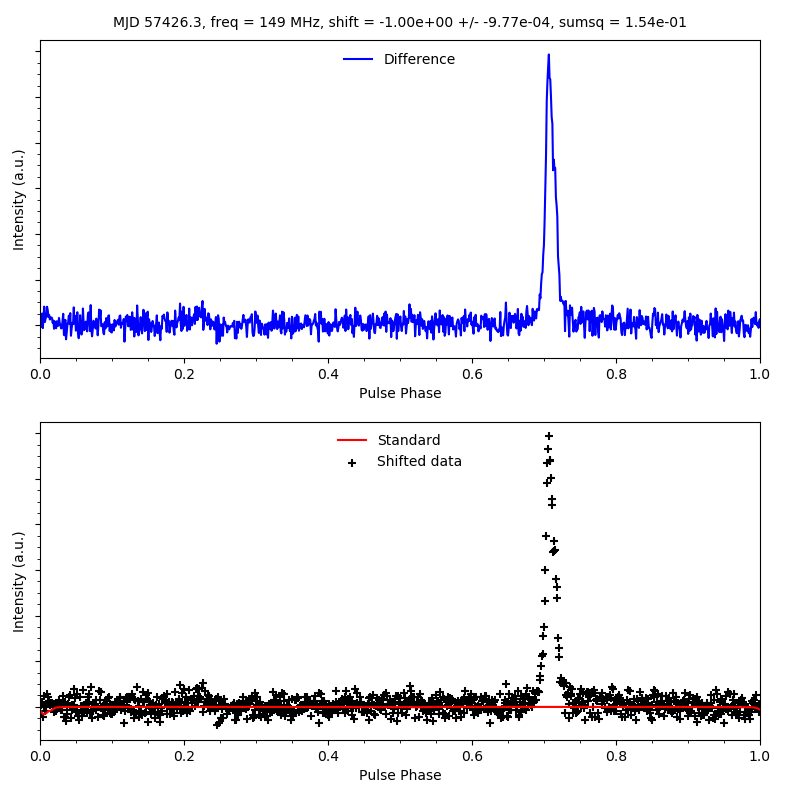 MJD 57426.3, freq = 149 MHz, shift = -1.00e+00 +/- -9.77e-04, sumsq = 1.54e-01
Difference
Intensity (a.u.)
0.0 0.2 0.4 0.6 0.8 1.0
Pulse Phase
Standard
Shifted data
Intensity (a.u.)
0.0 0.2 0.4 0.6 0.8 1.0
Pulse Phase